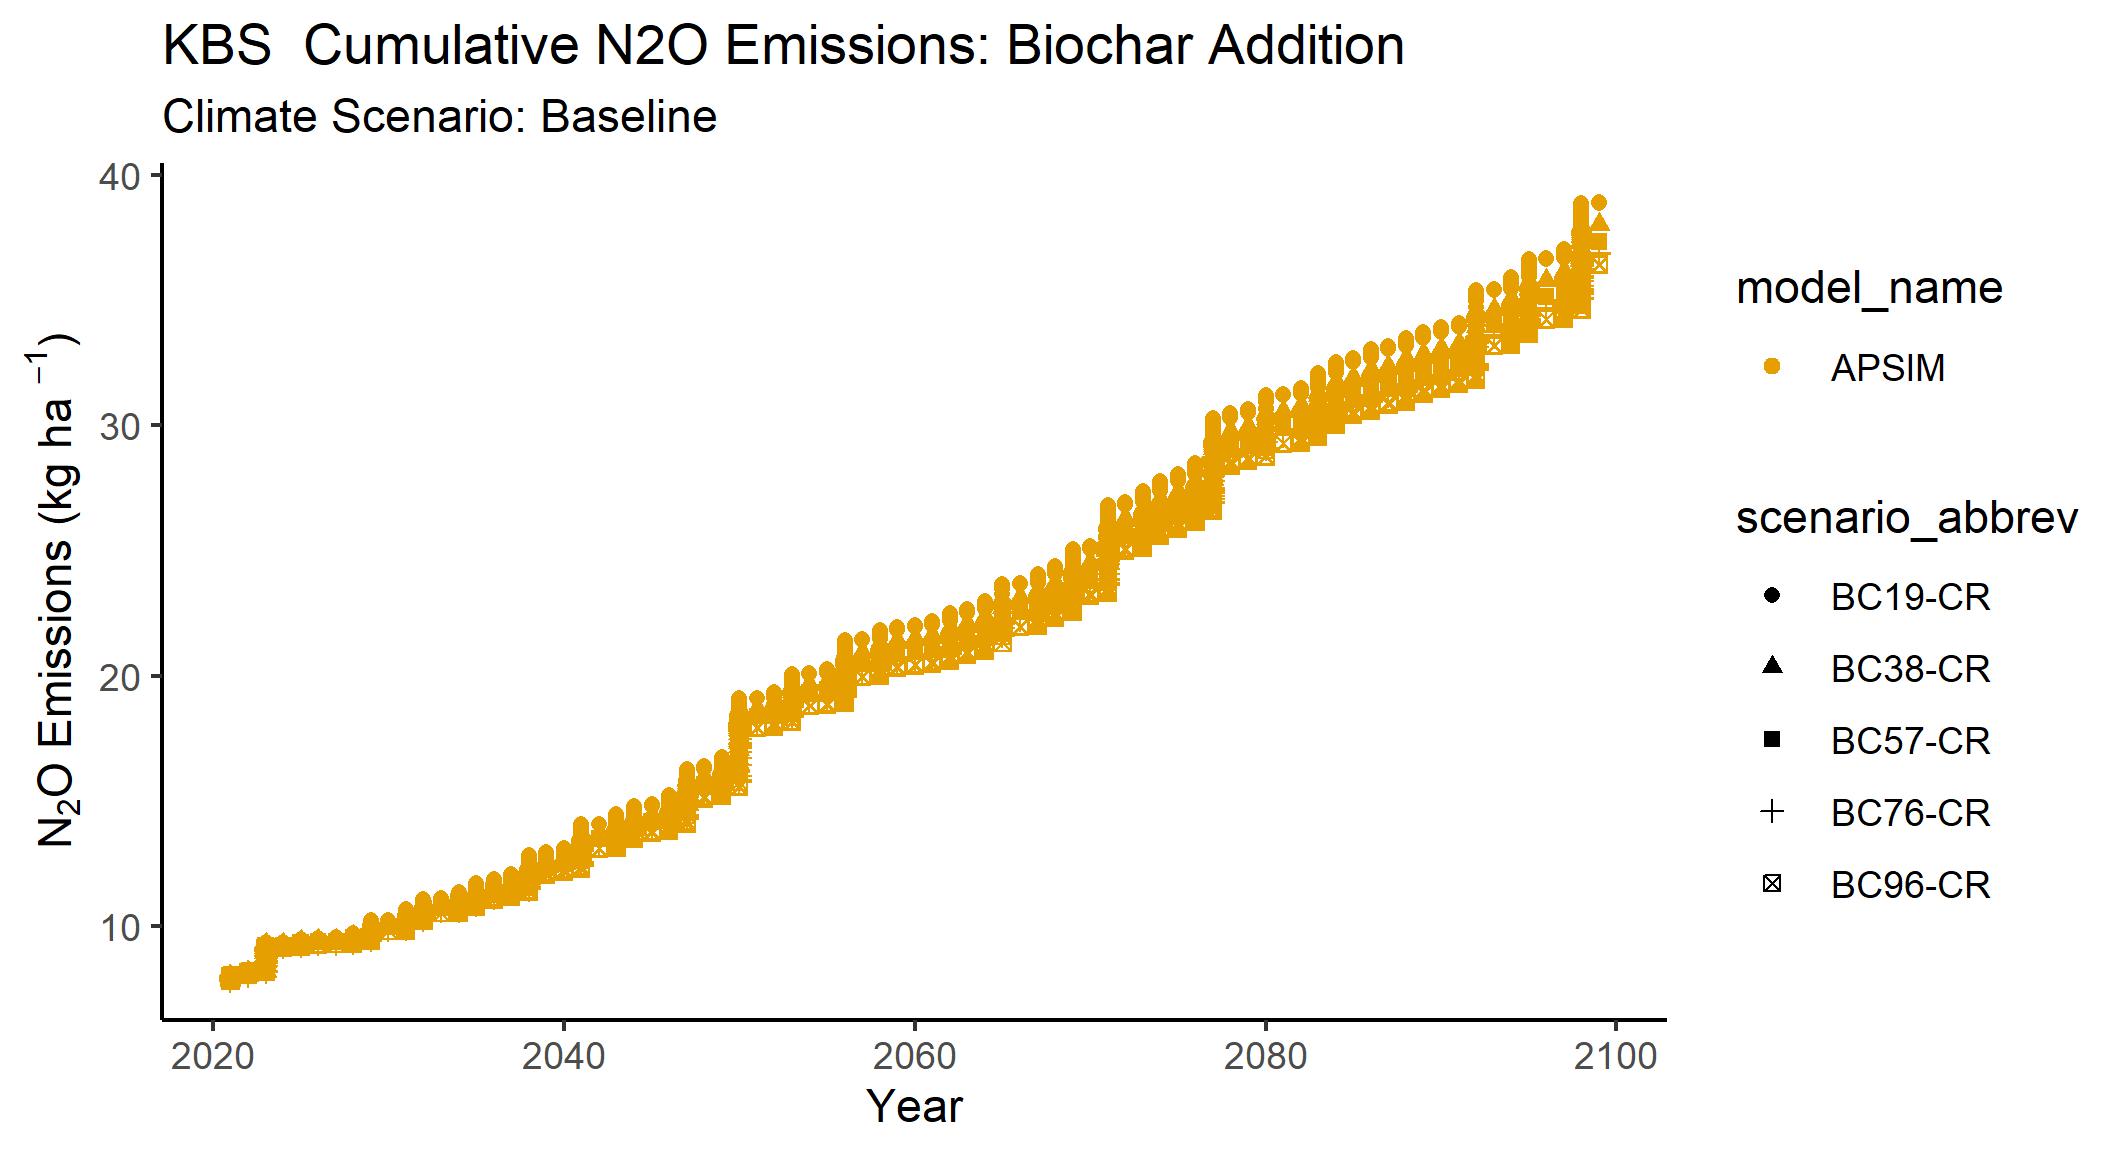 KBS  Cumulative N2O Emissions: Biochar Addition
Climate Scenario: Baseline
40
30
20
10
N₂O Emissions (kg ha ⁻¹)
2020 2040 2060 2080 2100
Year
model_name
APSIM
scenario_abbrev
BC19-CR
BC38-CR
BC57-CR
BC76-CR
BC96-CR